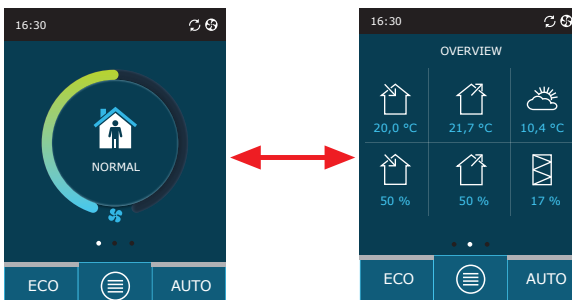 16:30
NORMAL
ECO AUTO
16:30
OVERVIEW
20,0 °C 21,7 °C 10,4 °C
50 % 50 % 17 %
ECO AUTO